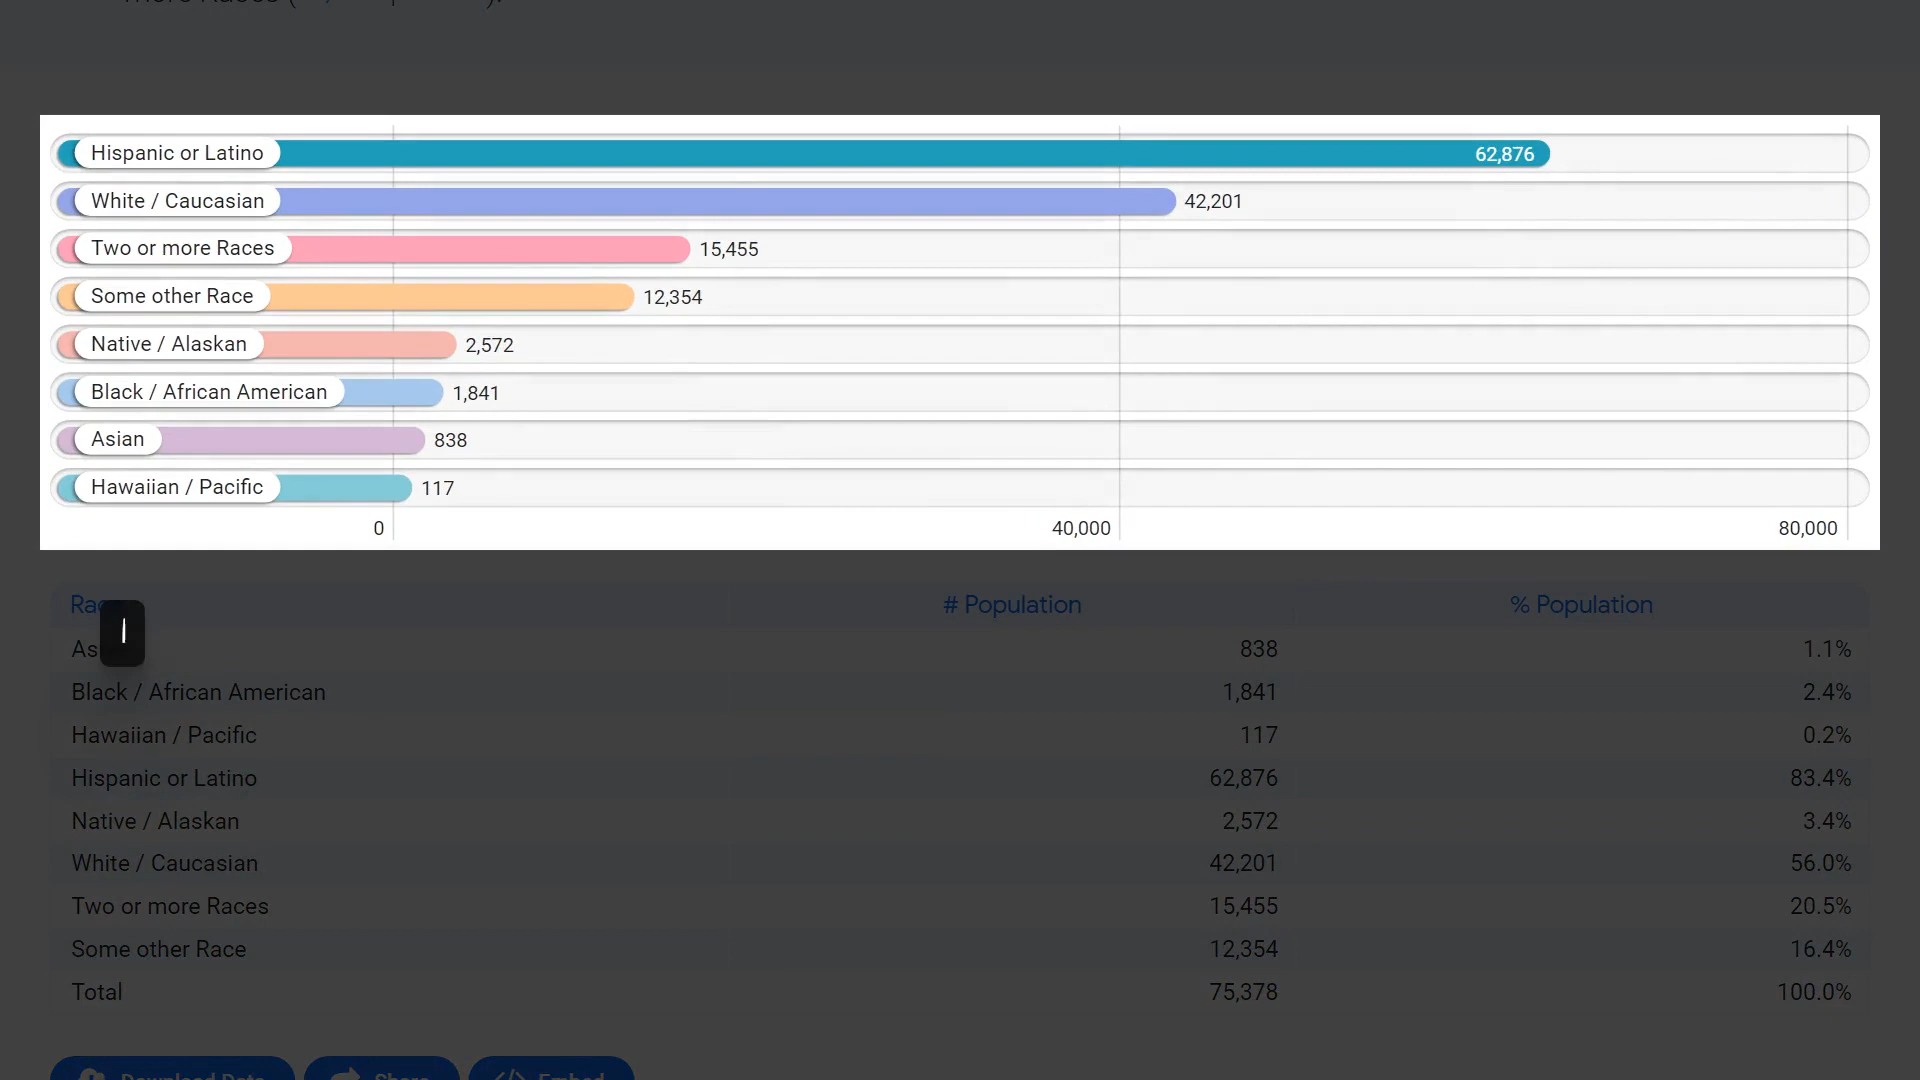 Hispanic or Latino 62,876
White / Caucasian 42,201
Two or more Races 15,455
Some other Race 12,354
Native / Alaskan 2,572
Black / African American 1,841
Asian 838
Hawaiian / Pacific 117
0 40,000 80,000
# Population % Population
838 1.1%
Black / African American 1,841 2.4%
Hawaiian / Pacific 117 0.2%
Hispanic or Latino 62,876 83.4%
Native / Alaskan 2,572 3.4%
White / Caucasian 42,201 56.0%
Two or more Races 15,455 20.5%
Some other Race 12,354 16.4%
Total 75,378 100.0%
Download Data Share Embed